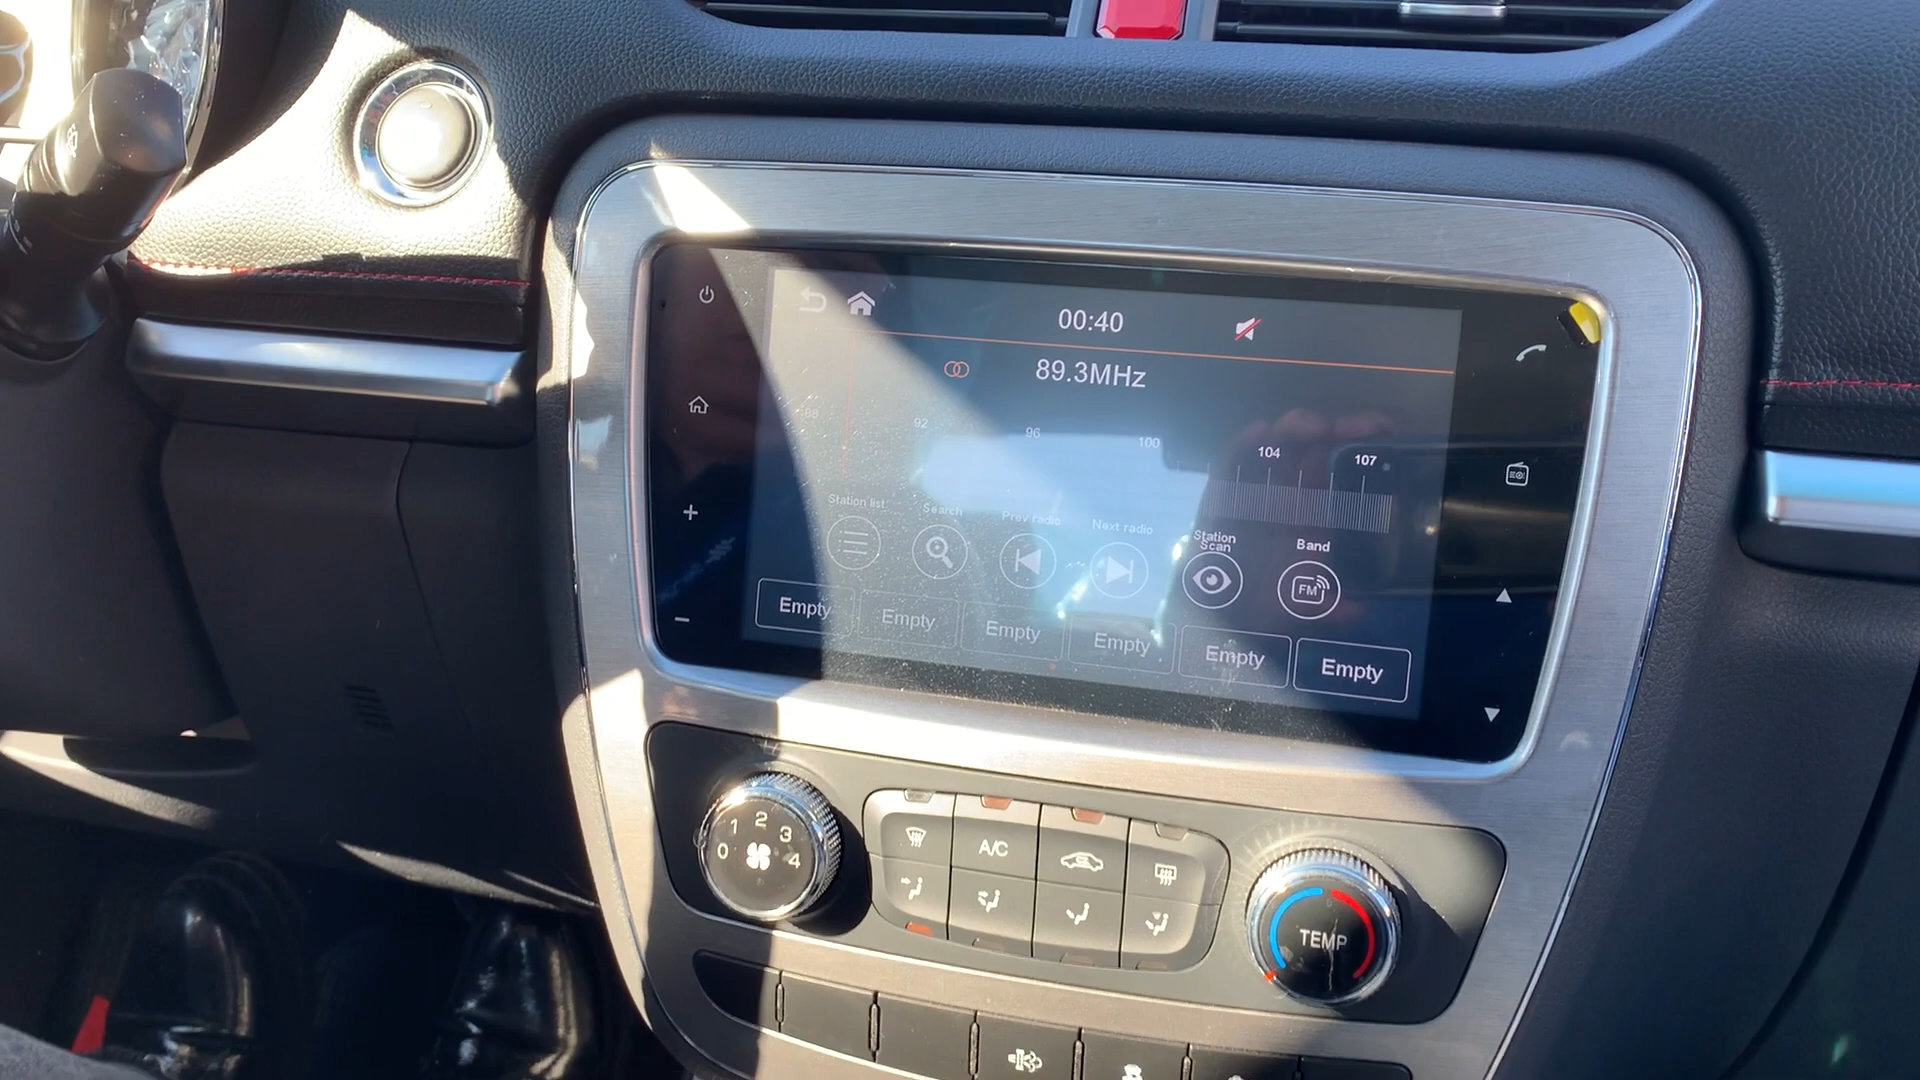 00:40
89.3MHz
88 92 96 100 104 107
Station list Search Prev radio Next radio Station Scan Band
FM
Empty Empty Empty Empty Empty Empty
0 1 2 3 4
A/C
TEMP